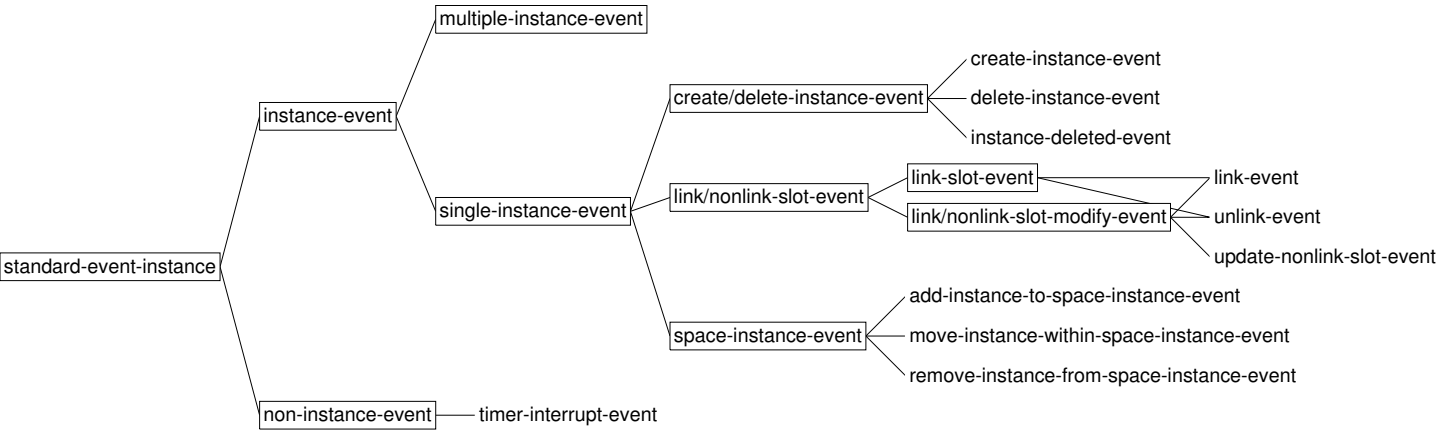 multiple-instance-event
create-instance-event
create/delete-instance-event
delete-instance-event
instance-event
instance-deleted-event
link-slot-event
link-event
link/nonlink-slot-event
single-instance-event
link/nonlink-slot-modify-event
unlink-event
update-nonlink-slot-event
standard-event-instance
add-instance-to-space-instance-event
space-instance-event
move-instance-within-space-instance-event
remove-instance-from-space-instance-event
non-instance-event
timer-interrupt-event